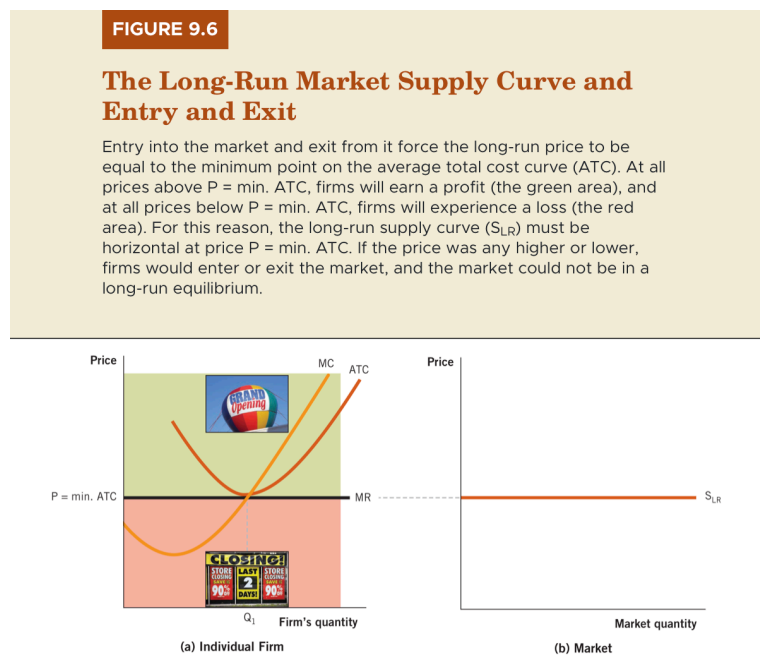 FIGURE 9.6
The Long-Run Market Supply Curve and
Entry and Exit
Entry into the market and exit from it force the long-run price to be
equal to the minimum point on the average total cost curve (ATC). At all
prices above P = min. ATC, firms will earn a profit (the green area), and
at all prices below P = min. ATC, firms will experience a loss (the red
area). For this reason, the long-run supply curve (SLR) must be
horizontal at price P = min. ATC. If the price was any higher or lower,
firms would enter or exit the market, and the market could not be in a
long-run equilibrium.
Price
MC
ATC
GRAND
Opening
P = min. ATC
MR
CLOSING!
STORE
CLOSING
SAVE
90%
LAST
2
DAYS!
STORE
CLOSING
SAVE
90%
Q1
Firm's quantity
(a) Individual Firm
Price
SLR
Market quantity
(b) Market